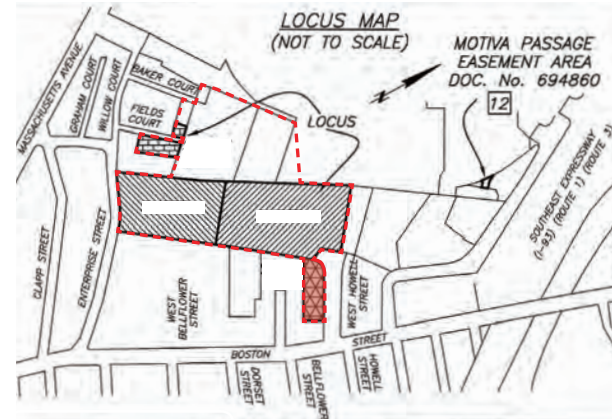 LOCUS MAP
(NOT TO SCALE)
MOTIVA PASSAGE
EASEMENT AREA
DOC. No. 694860
12
N
MASSACHUSETTS AVENUE
GRAHAM COURT
WILLOW COURT
BAKER COURT
FIELDS
COURT
LOCUS
SOUTHEAST EXPRESSWAY
(I-93) (ROUTE 1) (ROUTE 3)
CLAPP STREET
ENTERPRISE STREET
WEST
BELLFLOWER
STREET
WEST HOWELL
STREET
BOSTON
STREET
DORSET
STREET
BELLFLOWER
STREET
HOWELL
STREET